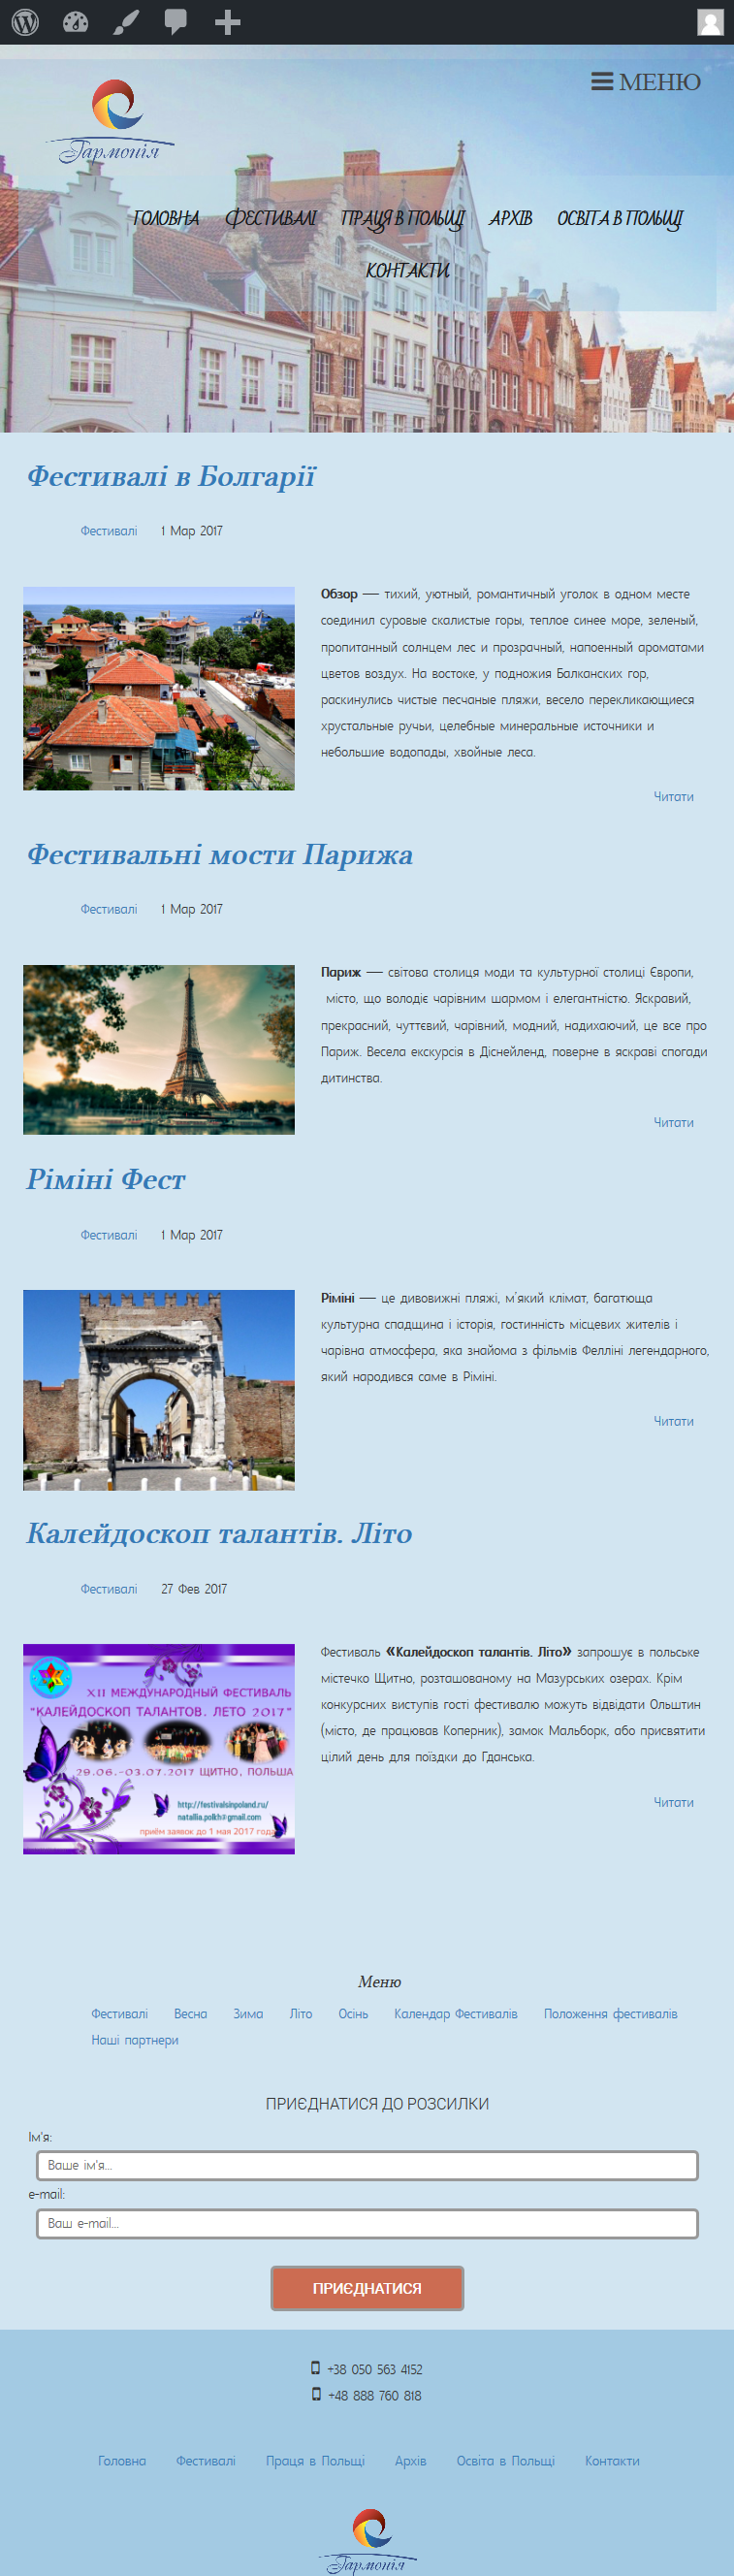 МЕНЮ
Гармонія
ГОЛОВНА ФЕСТИВАЛІ ПРАЦЯ В ПОЛЬЩІ АРХІВ ОСВІТА В ПОЛЬЩІ
КОНТАКТИ
Фестивалі в Болгарії
Фестивалі 1 Мар 2017
Обзор — тихий, уютный, романтичный уголок в одном месте
соединил суровые скалистые горы, теплое синее море, зеленый,
пропитанный солнцем лес и прозрачный, напоенный ароматами
цветов воздух. На востоке, у подножия Балканских гор,
раскинулись чистые песчаные пляжи, весело перекликающиеся
хрустальные ручьи, целебные минеральные источники и
небольшие водопады, хвойные леса.
Читати
Фестивальні мости Парижа
Фестивалі 1 Мар 2017
Париж — світова столиця моди та культурної столиці Європи,
місто, що володіє чарівним шармом і елегантністю. Яскравий,
прекрасний, чуттєвий, чарівний, модний, надихаючий, це все про
Париж. Весела екскурсія в Діснейленд, поверне в яскраві спогади
дитинства.
Читати
Ріміні Фест
Фестивалі 1 Мар 2017
Ріміні — це дивовижні пляжі, м'який клімат, багатюща
культурна спадщина і історія, гостинність місцевих жителів і
чарівна атмосфера, яка знайома з фільмів Фелліні легендарного,
який народився саме в Ріміні.
Читати
Калейдоскоп талантів. Літо
Фестивалі 27 Фев 2017
XII МЕЖДУНАРОДНЫЙ ФЕСТИВАЛЬ
"КАЛЕЙДОСКОП ТАЛАНТОВ. ЛЕТО 2017"
29.06.-03.07.2017 ЩИТНО, ПОЛЬША
http://festivalsinpoland.ru/
natallia.polkh@gmail.com
приём заявок до 1 мая 2017 года
Фестиваль «Калейдоскоп талантів. Літо» запрошує в польське
містечко Щитно, розташованому на Мазурських озерах. Крім
конкурсних виступів гості фестивалю можуть відвідати Ольштин
(місто, де працював Коперник), замок Мальборк, або присвятити
цілий день для поїздки до Гданська.
Читати
Меню
Фестивалі Весна Зима Літо Осінь Календар Фестивалів Положення фестивалів
Наші партнери
ПРИЄДНАТИСЯ ДО РОЗСИЛКИ
Ім'я:
Ваше ім'я...
e-mail:
Ваш e-mail...
ПРИЄДНАТИСЯ
+38 050 563 4152
+48 888 760 818
Головна Фестивалі Праця в Польщі Архів Освіта в Польщі Контакти
Гармонія